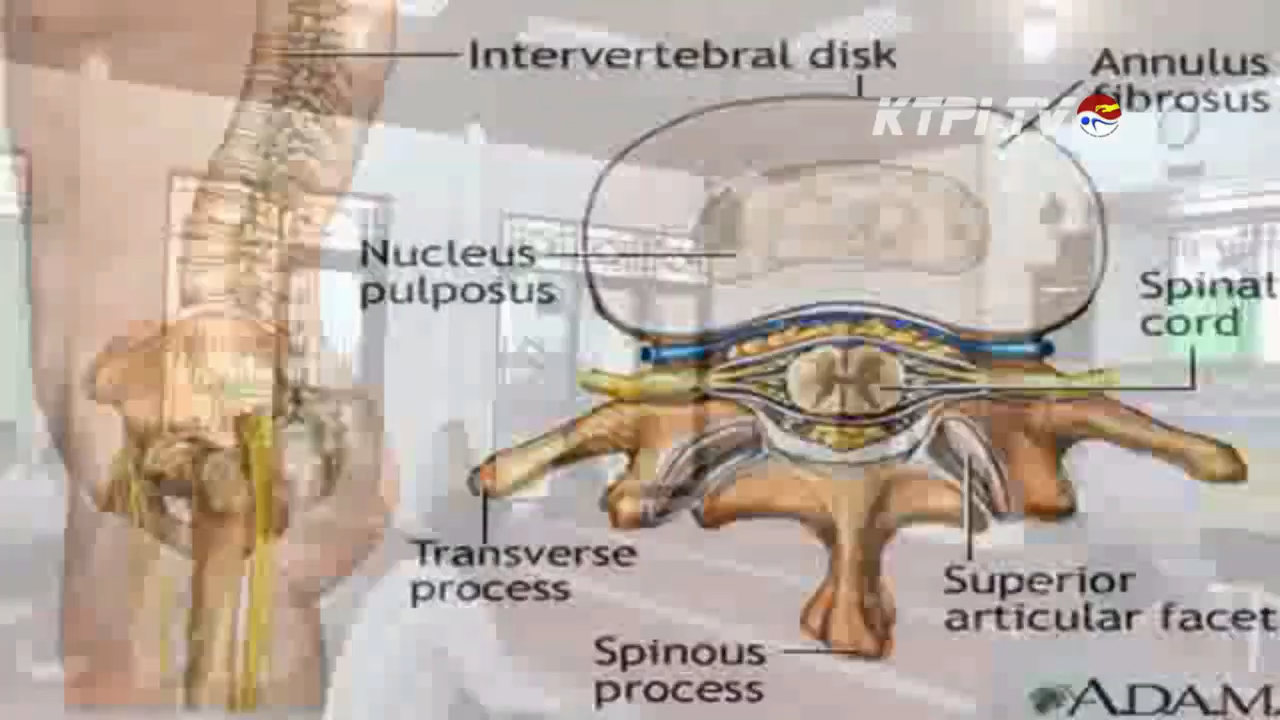 Intervertebral disk
Annulus
fibrosus
KTPI-TV
Nucleus
pulposus
Spinal
cord
Transverse
process
Superior
articular facet
Spinous
process
ADAM.